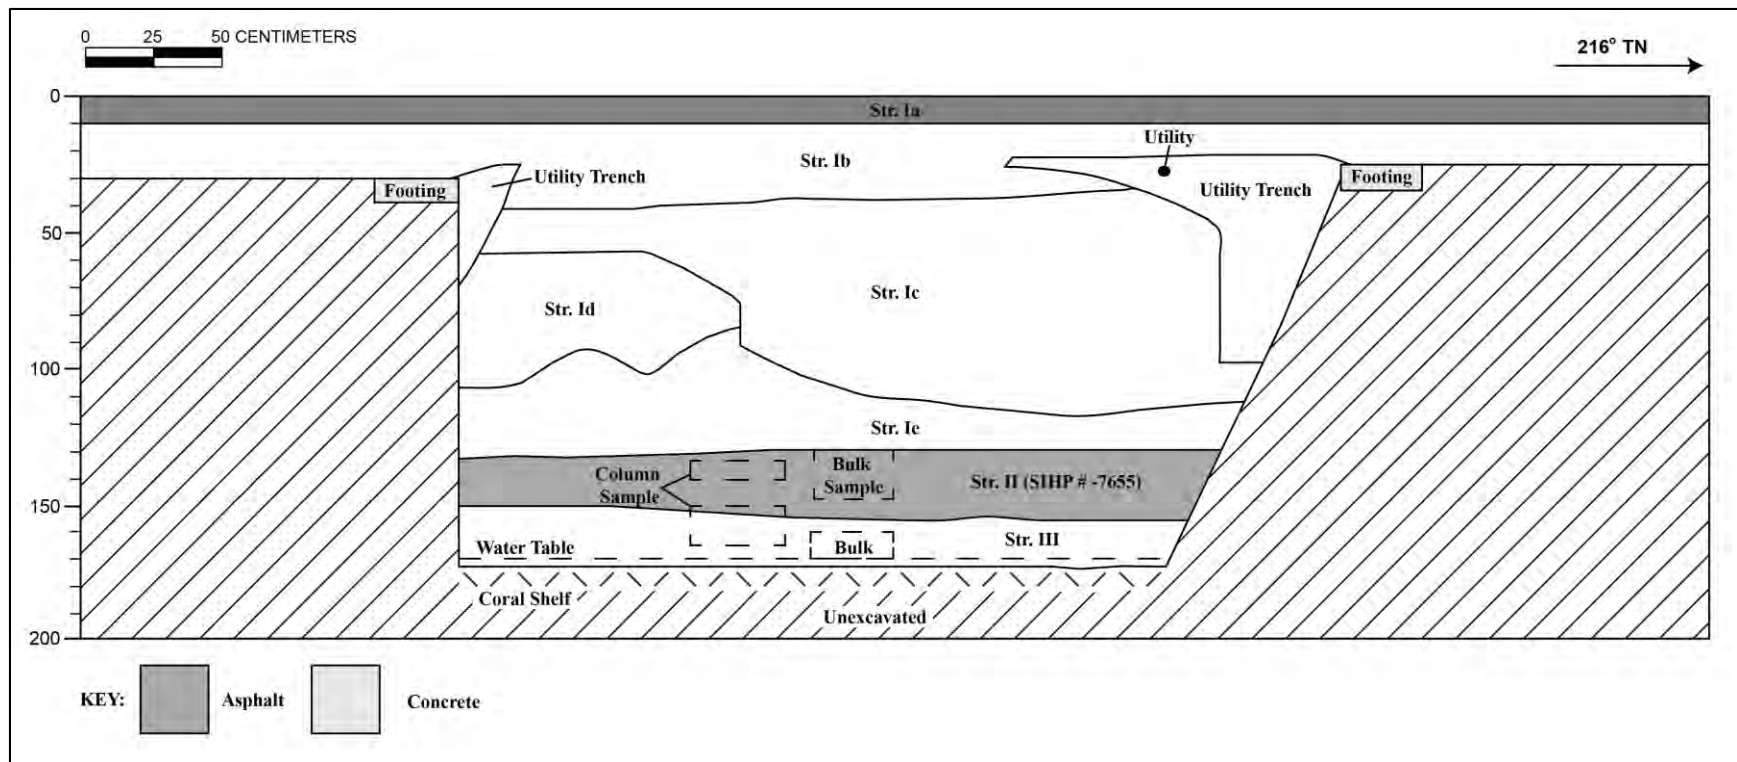 0 25 50 CENTIMETERS
216° TN
0
Str. Ia
Utility
Str. Ib
Utility Trench
Utility Trench
Footing
Footing
50
Str. Ic
Str. Id
100
Str. Ie
Column
Sample
Bulk
Sample
Str. II (SIHP # -7655)
150
Str. III
Water Table
Bulk
Coral Shelf
Unexcavated
200
KEY:
Asphalt
Concrete